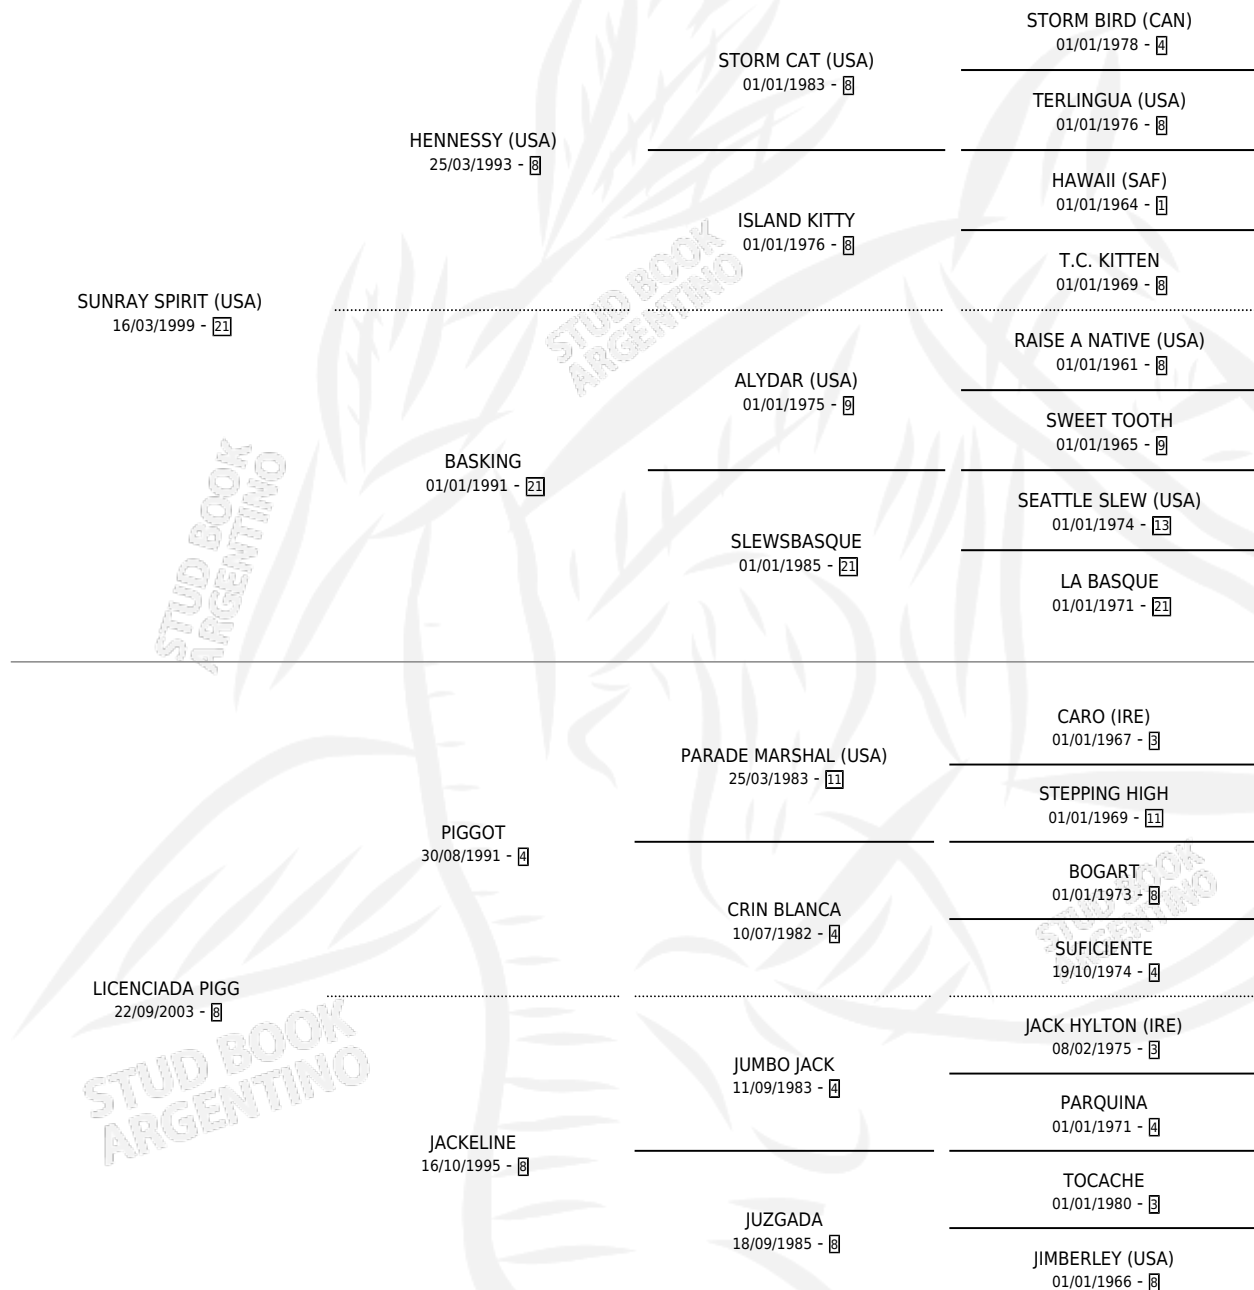 STORM BIRD (CAN)
01/01/1978 - 4
STORM CAT (USA)
01/01/1983 - 8
TERLINGUA (USA)
01/01/1976 - 8
HENNESSY (USA)
25/03/1993 - 8
HAWAII (SAF)
01/01/1964 - 1
ISLAND KITTY
01/01/1976 - 8
T.C. KITTEN
01/01/1969 - 8
SUNRAY SPIRIT (USA)
16/03/1999 - 21
RAISE A NATIVE (USA)
01/01/1961 - 8
ALYDAR (USA)
01/01/1975 - 9
SWEET TOOTH
01/01/1965 - 9
BASKING
01/01/1991 - 21
SEATTLE SLEW (USA)
01/01/1974 - 13
SLEWSBASQUE
01/01/1985 - 21
LA BASQUE
01/01/1971 - 21
CARO (IRE)
01/01/1967 - 3
PARADE MARSHAL (USA)
25/03/1983 - 11
STEPPING HIGH
01/01/1969 - 11
PIGGOT
30/08/1991 - 4
BOGART
01/01/1973 - 8
CRIN BLANCA
10/07/1982 - 4
SUFICIENTE
19/10/1974 - 4
LICENCIADA PIGG
22/09/2003 - 8
JACK HYLTON (IRE)
08/02/1975 - 3
JUMBO JACK
11/09/1983 - 4
PARQUINA
01/01/1971 - 4
JACKELINE
16/10/1995 - 8
TOCACHE
01/01/1980 - 3
JUZGADA
18/09/1985 - 8
JIMBERLEY (USA)
01/01/1966 - 8
STUD BOOK
ARGENTINO
STUD BOOK
ARGENTINO
STUD BOOK
ARGENTINO
STUD BOOK
ARGENTINO